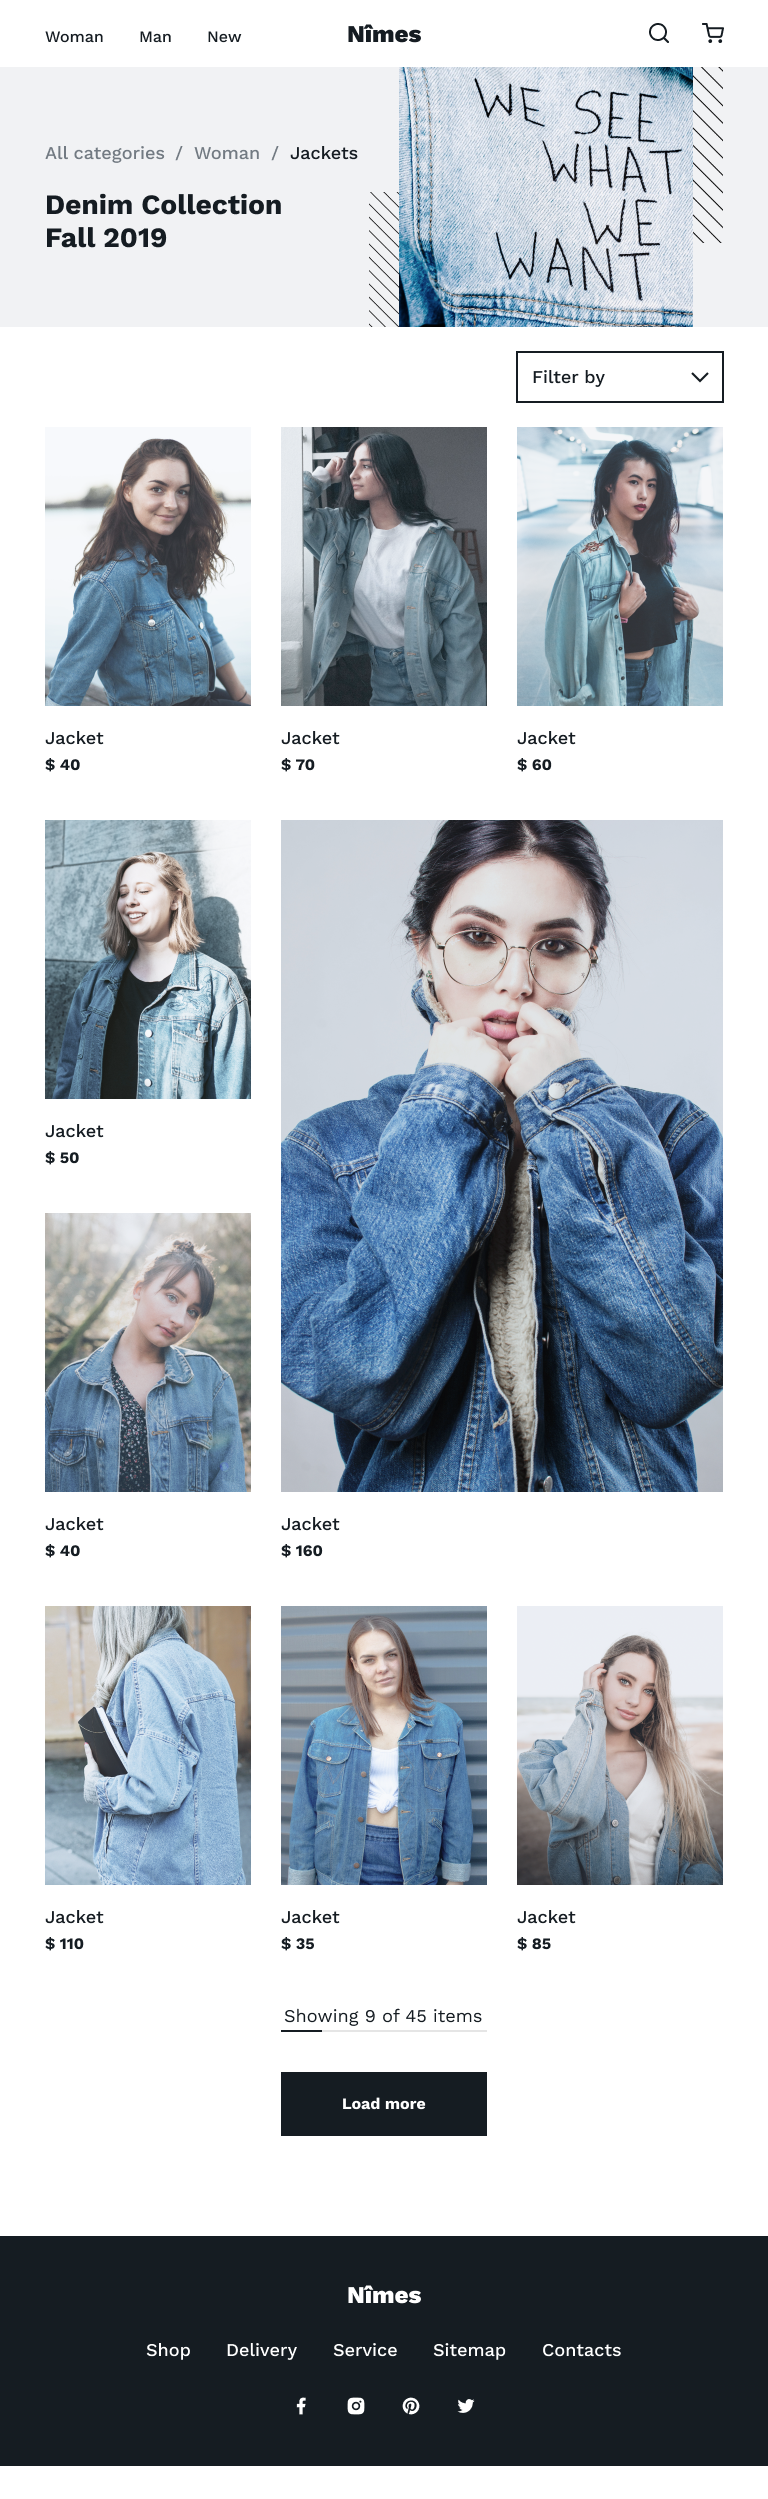 Woman Man New Nîmes
All categories / Woman / Jackets
Denim Collection
Fall 2019
WE SEE
WHAT
WE
WANT
Filter by
Jacket Jacket Jacket
$ 40 $ 70 $ 60
Jacket
$ 50
Jacket Jacket
$ 40 $ 160
Jacket Jacket Jacket
$ 110 $ 35 $ 85
Showing 9 of 45 items
Load more
Nîmes
Shop Delivery Service Sitemap Contacts